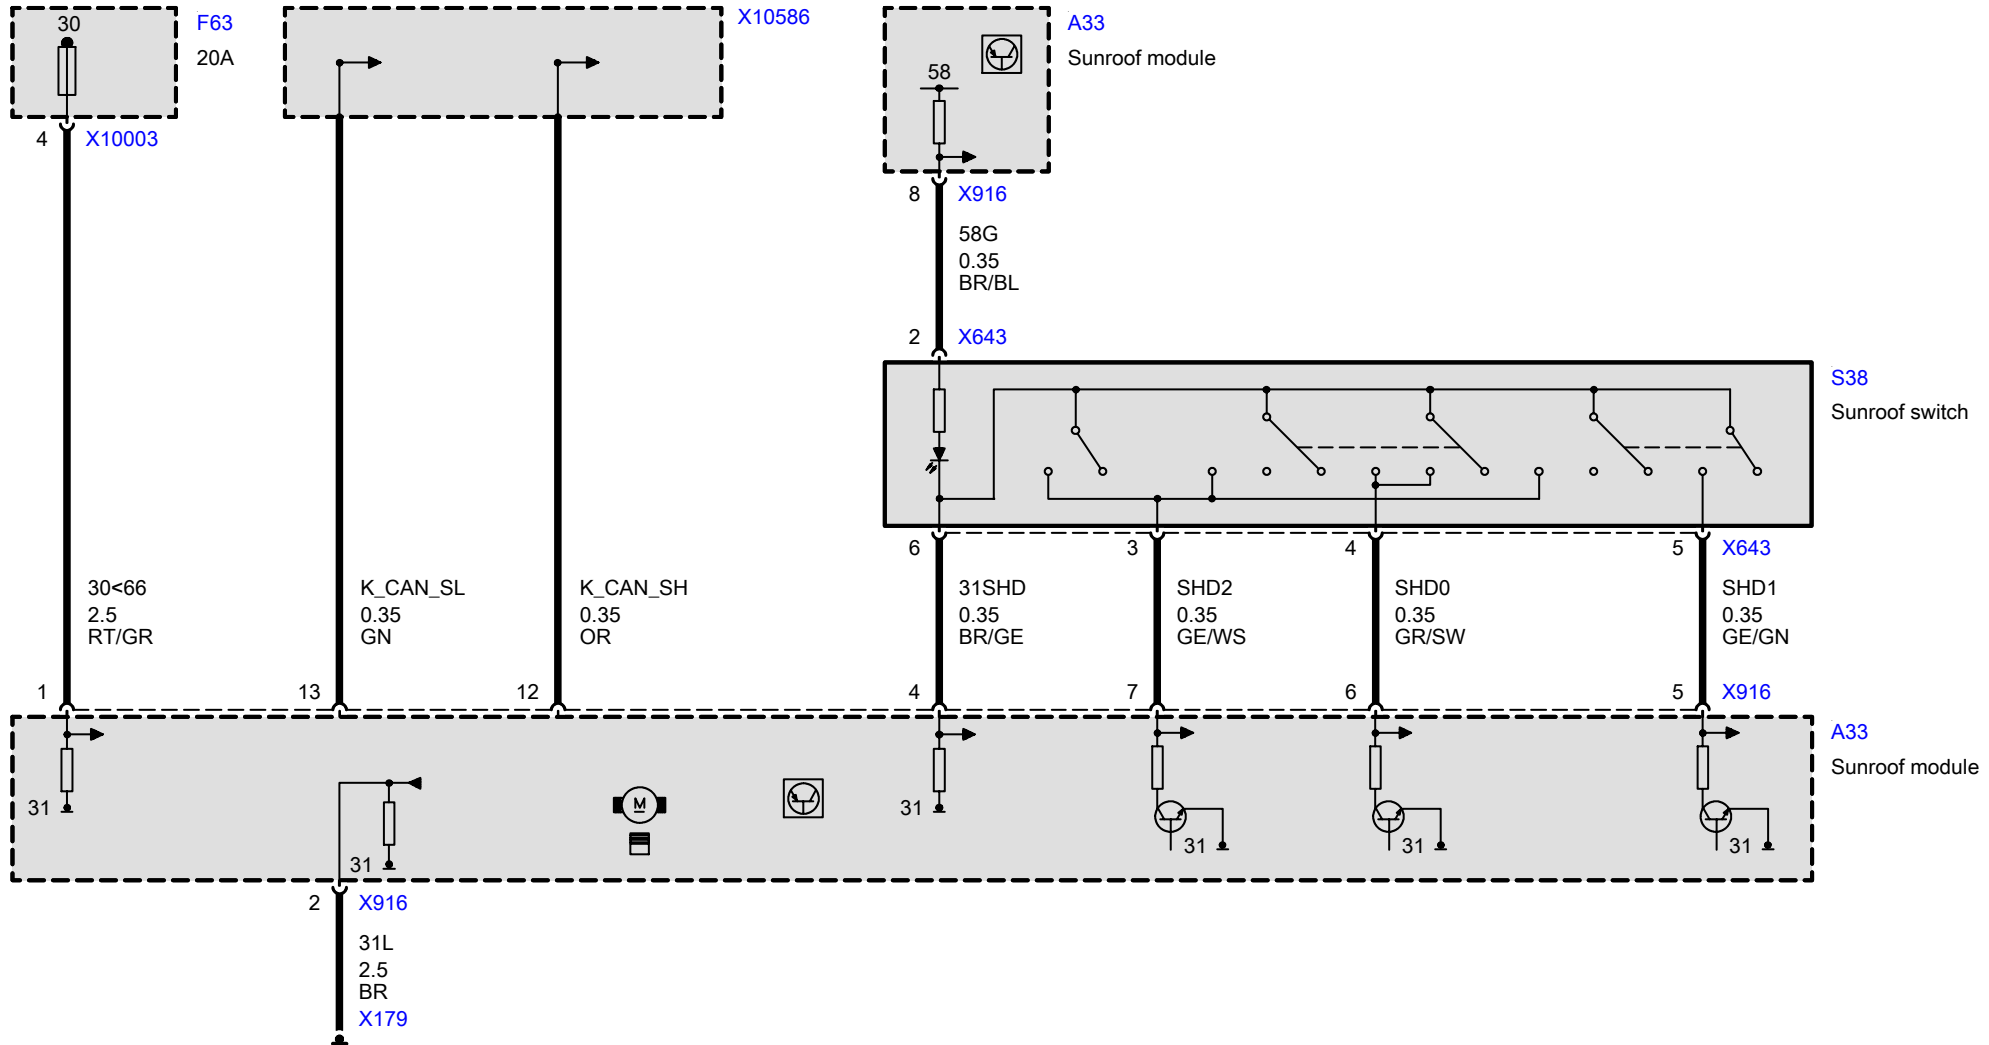 30
F63
20A
X10586
A33
Sunroof module
58
4 X10003
8 X916
58G
0.35
BR/BL
2 X643
S38
Sunroof switch
6 3 4 5 X643
30<66
2.5
RT/GR
K_CAN_SL
0.35
GN
K_CAN_SH
0.35
OR
31SHD
0.35
BR/GE
SHD2
0.35
GE/WS
SHD0
0.35
GR/SW
SHD1
0.35
GE/GN
1 13 12 4 7 6 5 X916
A33
Sunroof module
31 31 M 31 31 31 31
2 X916
31L
2.5
BR
X179